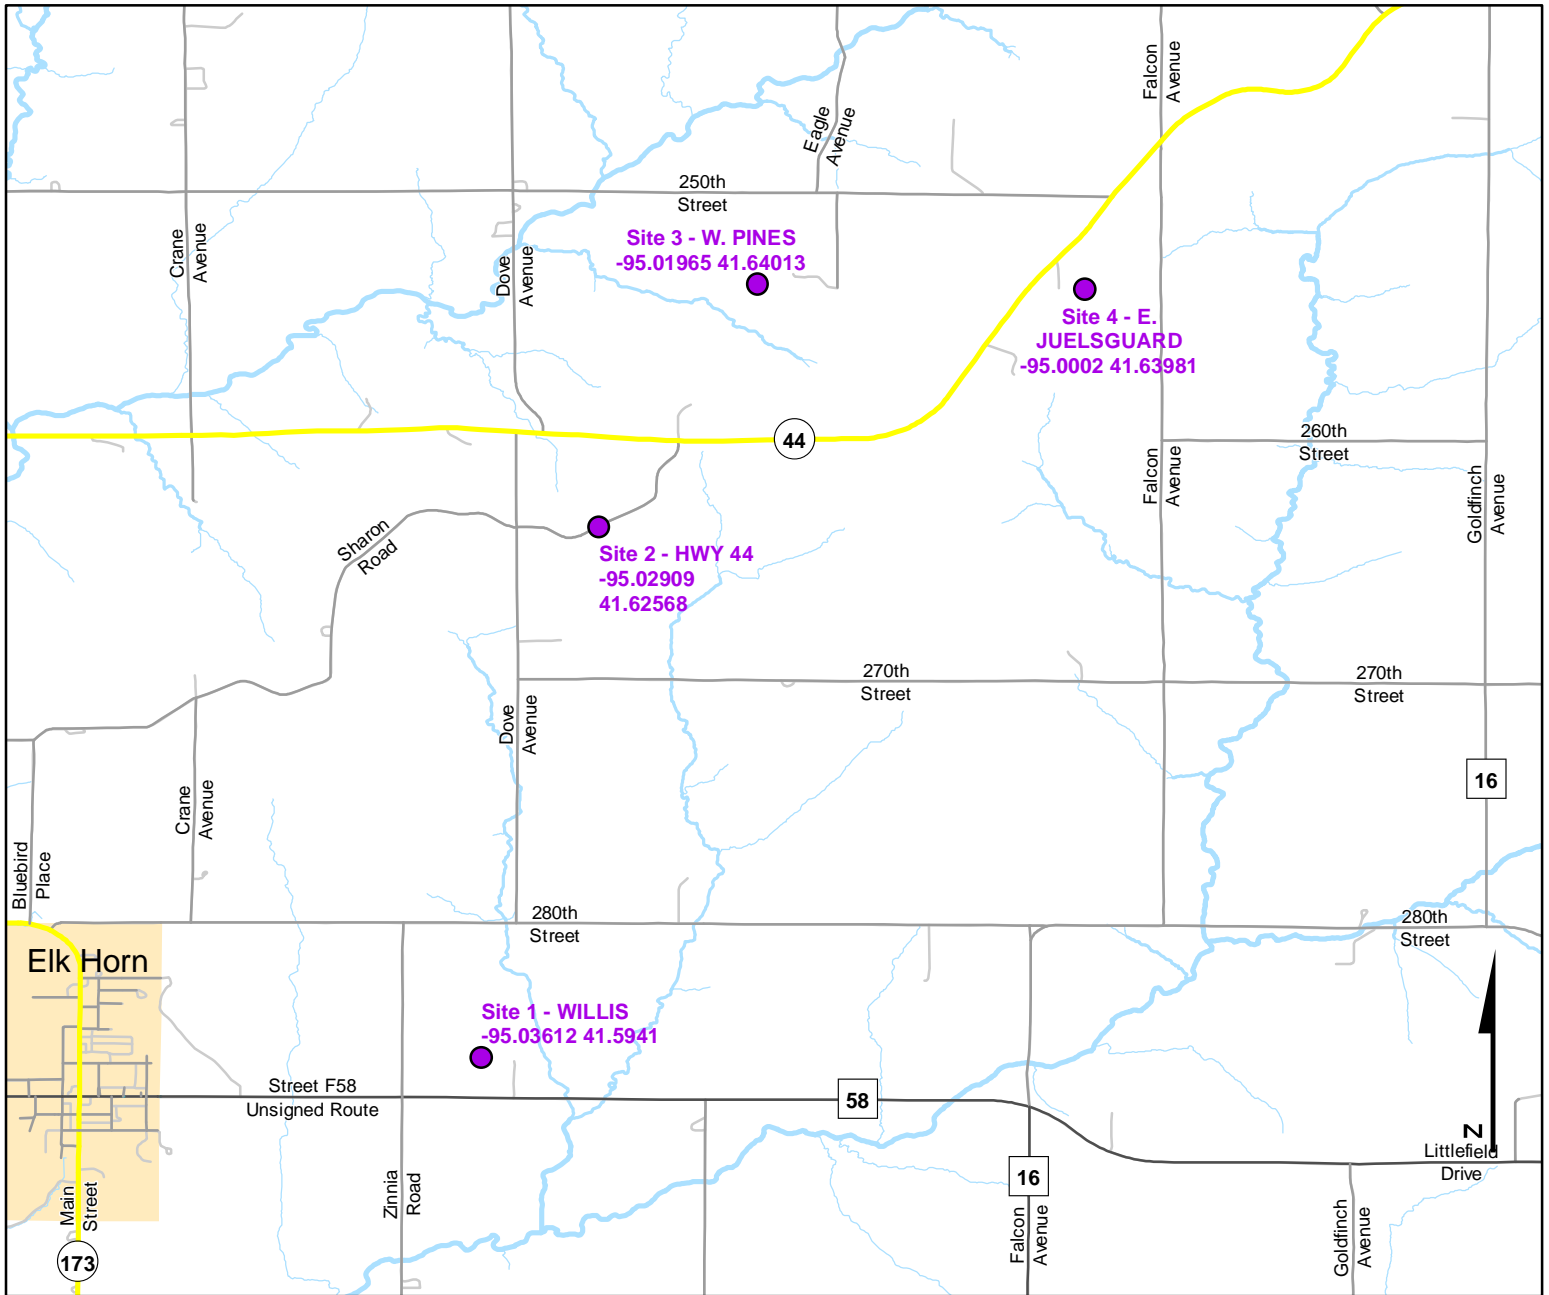 Falcon
Avenue
Eagle
Avenue
250th
Street
Crane
Avenue
Dove
Avenue
Site 3 - W. PINES
-95.01965 41.64013
Site 4 - E.
JUELSGUARD
-95.0002 41.63981
44
260th
Street
Falcon
Avenue
Goldfinch
Avenue
Sharon
Road
Site 2 - HWY 44
-95.02909
41.62568
270th
Street
270th
Street
Dove
Avenue
16
Crane
Avenue
Bluebird
Place
280th
Street
280th
Street
Elk Horn
Site 1 - WILLIS
-95.03612 41.5941
Street F58
Unsigned Route
58
N
Littlefield
Drive
16
Zinnia
Road
Main
Street
Falcon
Avenue
Goldfinch
Avenue
173